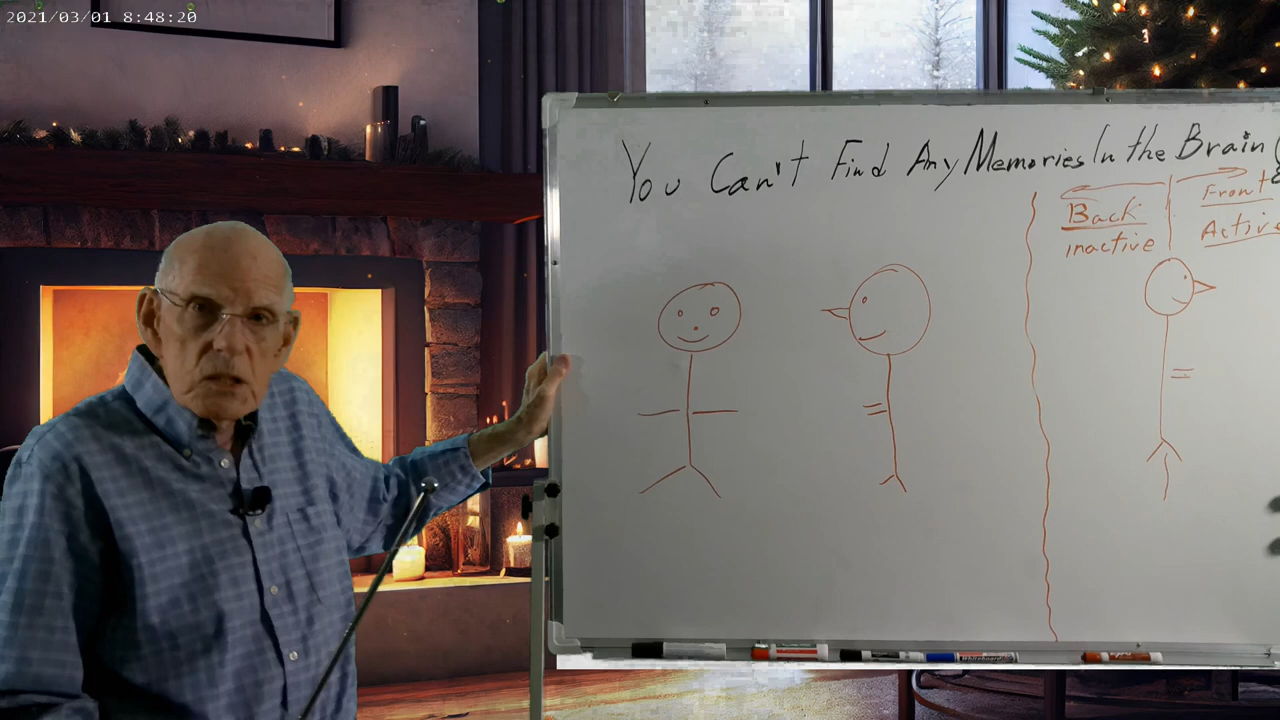 2021/03/01 8:48:20
You Can't Find Any Memories In the Brain (
Back
inactive
Front &
Active